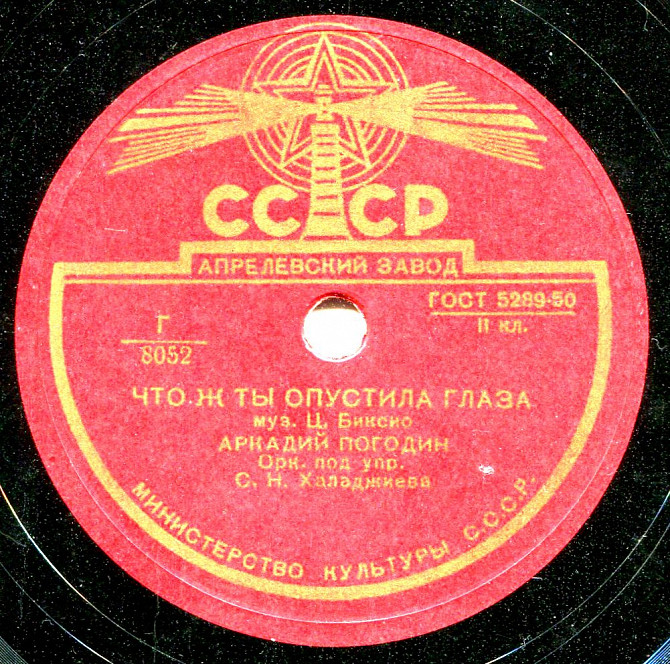 СССР
АПРЕЛЕВСКИЙ ЗАВОД
ГОСТ 5289-50
II кл.
Г
8052
ЧТО Ж ТЫ ОПУСТИЛА ГЛАЗА
муз. Ц. Биксио
АРКАДИЙ ПОГОДИН
Орк. под упр.
С. Н. Халаджиева
МИНИСТЕРСТВО КУЛЬТУРЫ С.С.С.Р.